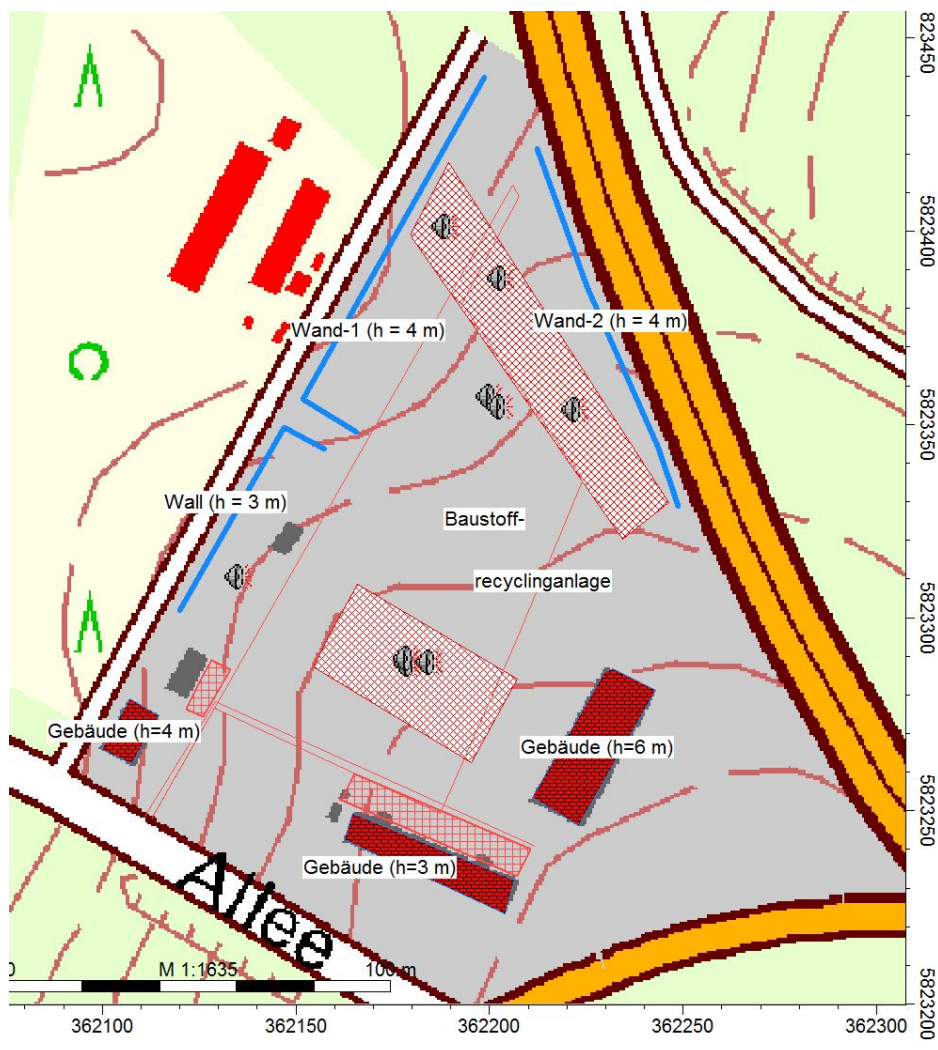 5823450
5823400
Wand-1 (h = 4 m)
Wand-2 (h = 4 m)
5823350
Wall (h = 3 m)
Baustoff-
recyclinganlage
5823300
Gebäude (h=4 m)
Gebäude (h=6 m)
5823250
Gebäude (h=3 m)
Allee
0
M 1:1635
100 m
5823200
362100
362150
362200
362250
362300